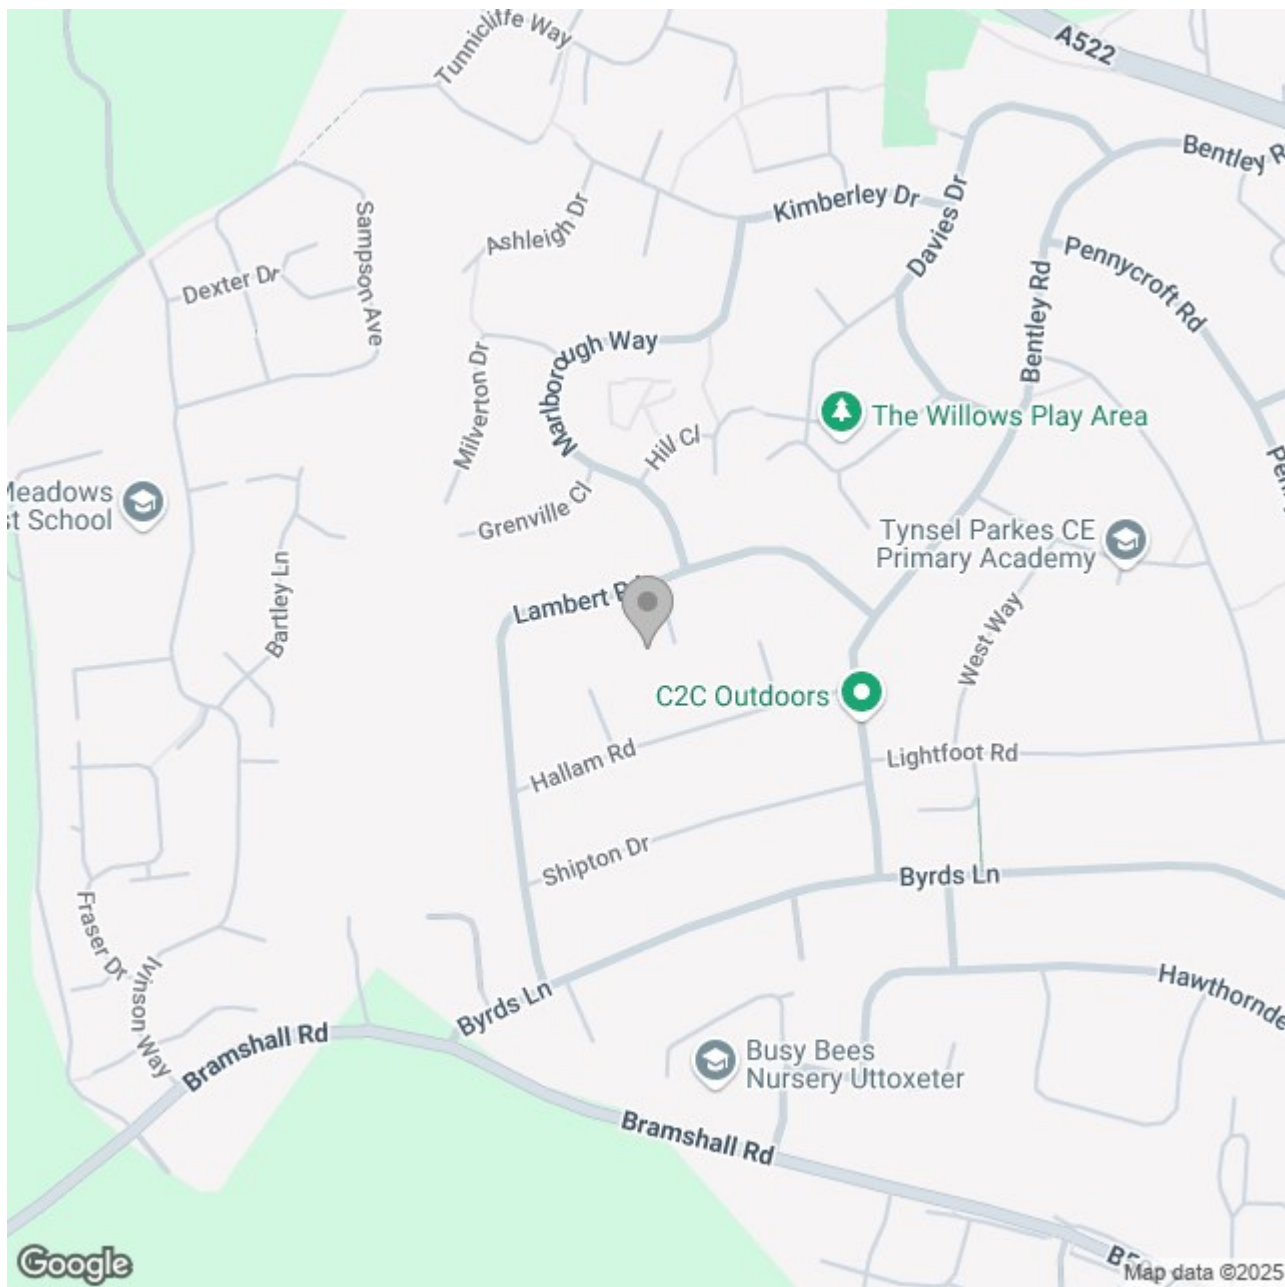 Tunnicliffe Way
A522
Bentley R
Kimberley Dr
Davies Dr
Ashleigh Dr
Sampson Ave
Dexter Dr
Pennycroft Rd
Bentley Rd
Marlborough Way
Milverton Dr
The Willows Play Area
Hill Cl
Meadows
st School
Grenville Cl
Tynsel Parkes CE
Primary Academy
Bartley Ln
Lambert
West Way
C2C Outdoors
Hallam Rd
Lightfoot Rd
Shipton Dr
Byrds Ln
Fraser Dr
Ivinson Way
Byrds Ln
Hawthornde
Bramshall Rd
Busy Bees
Nursery Uttoxeter
Bramshall Rd
Google
Map data ©2025